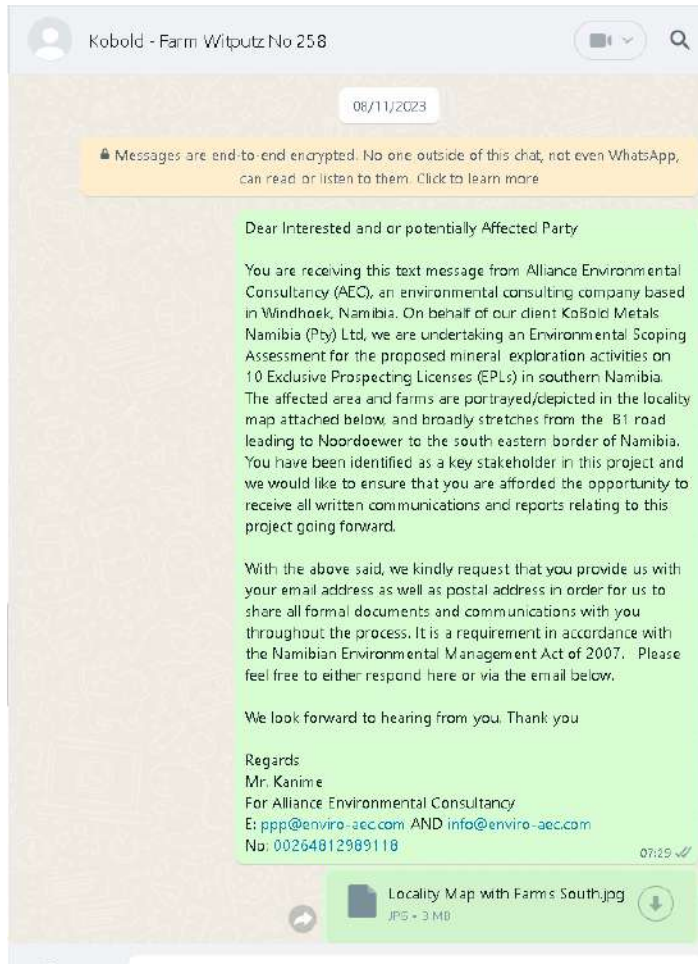 Kobold - Farm Witputz No 258
08/11/2023
Messages are end-to-end encrypted. No one outside of this chat, not even WhatsApp,
can read or listen to them. Click to learn more
Dear Interested and or potentially Affected Party
You are receiving this text message from Alliance Environmental
Consultancy (AEC), an environmental consulting company based
in Windhoek, Namibia. On behalf of our client KoBold Metals
Namibia (Pty) Ltd, we are undertaking an Environmental Scoping
Assessment for the proposed mineral exploration activities on
10 Exclusive Prospecting Licenses (EPLs) in southern Namibia.
The affected area and farms are portrayed/depicted in the locality
map attached below, and broadly stretches from the B1 road
leading to Noordoewer to the south eastern border of Namibia.
You have been identified as a key stakeholder in this project and
we would like to ensure that you are afforded the opportunity to
receive all written communications and reports relating to this
project going forward.
With the above said, we kindly request that you provide us with
your email address as well as postal address in order for us to
share all formal documents and communications with you
throughout the process. It is a requirement in accordance with
the Namibian Environmental Management Act of 2007. Please
feel free to either respond here or via the email below.
We look forward to hearing from you. Thank you
Regards
Mr. Kanime
For Alliance Environmental Consultancy
E: ppp@enviro-aec.com AND info@enviro-aec.com
No: 00264812989118
07:29
Locality Map with Farms South.jpg
JPG • 3 MB